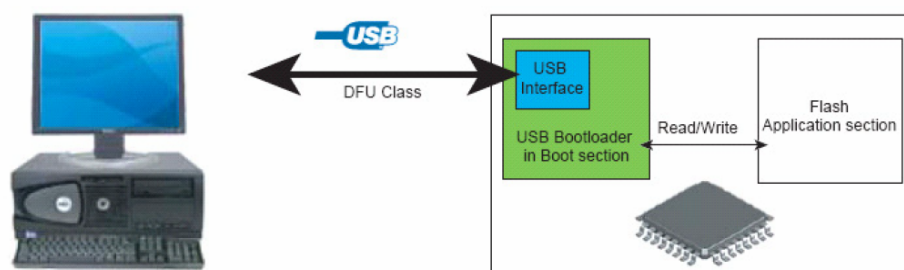 USB
DFU Class
USB
Interface
USB Bootloader
in Boot section
Read/Write
Flash
Application section